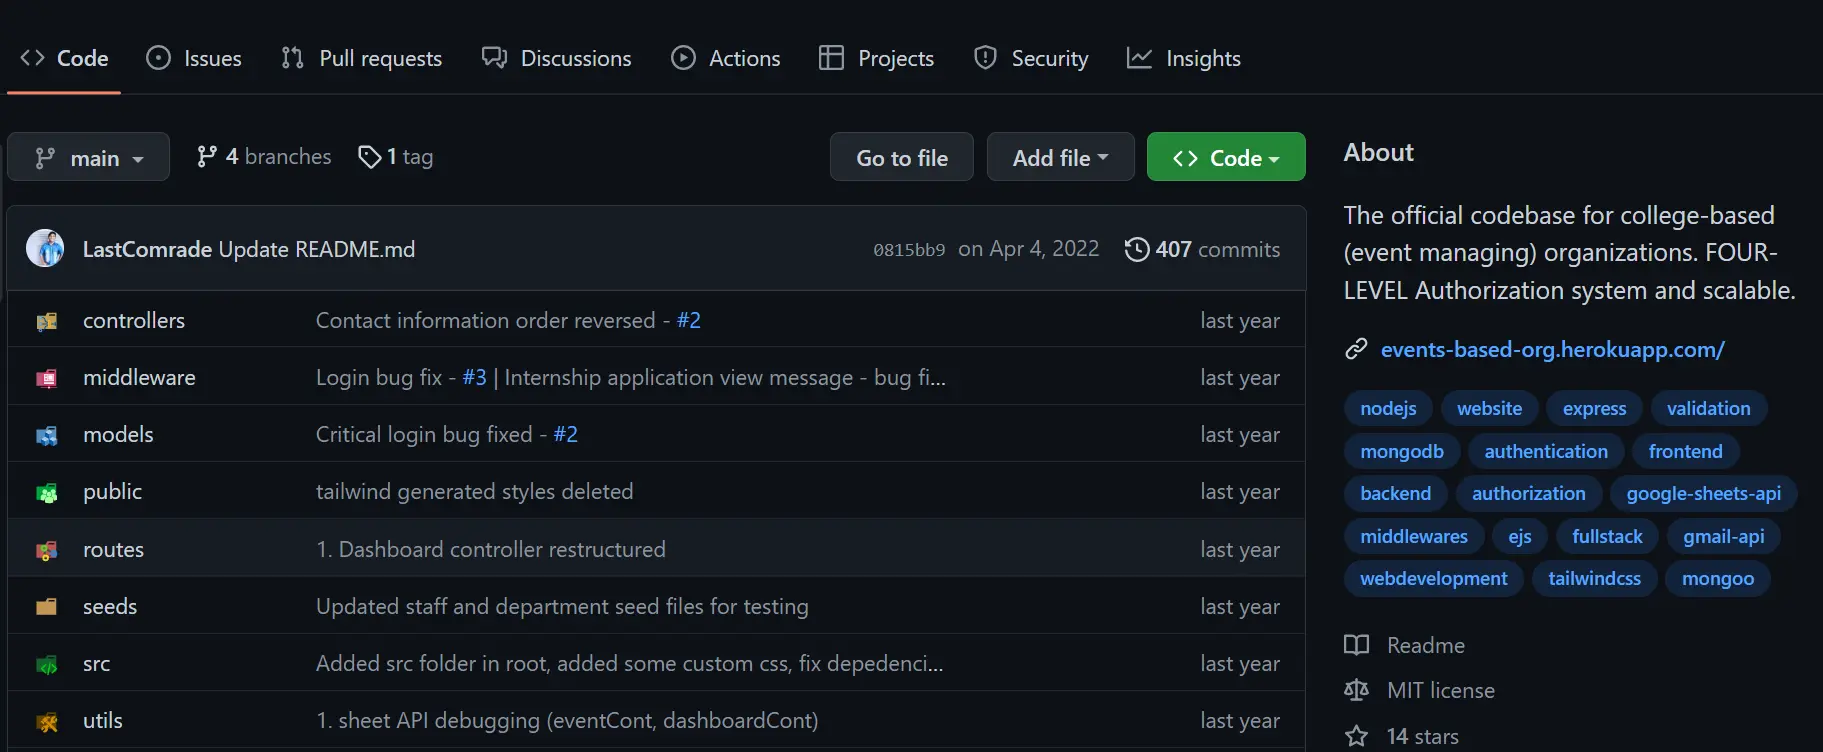 Code Issues Pull requests Discussions Actions Projects Security Insights
main 4 branches 1 tag Go to file Add file Code
LastComrade Update README.md 0815bb9 on Apr 4, 2022 407 commits
controllers Contact information order reversed - #2 last year
middleware Login bug fix - #3 | Internship application view message - bug fi... last year
models Critical login bug fixed - #2 last year
public tailwind generated styles deleted last year
routes 1. Dashboard controller restructured last year
seeds Updated staff and department seed files for testing last year
src Added src folder in root, added some custom css, fix depedenci... last year
utils 1. sheet API debugging (eventCont, dashboardCont) last year
About
The official codebase for college-based
(event managing) organizations. FOUR-
LEVEL Authorization system and scalable.
events-based-org.herokuapp.com/
nodejs website express validation
mongodb authentication frontend
backend authorization google-sheets-api
middlewares ejs fullstack gmail-api
webdevelopment tailwindcss mongoo
Readme
MIT license
14 stars